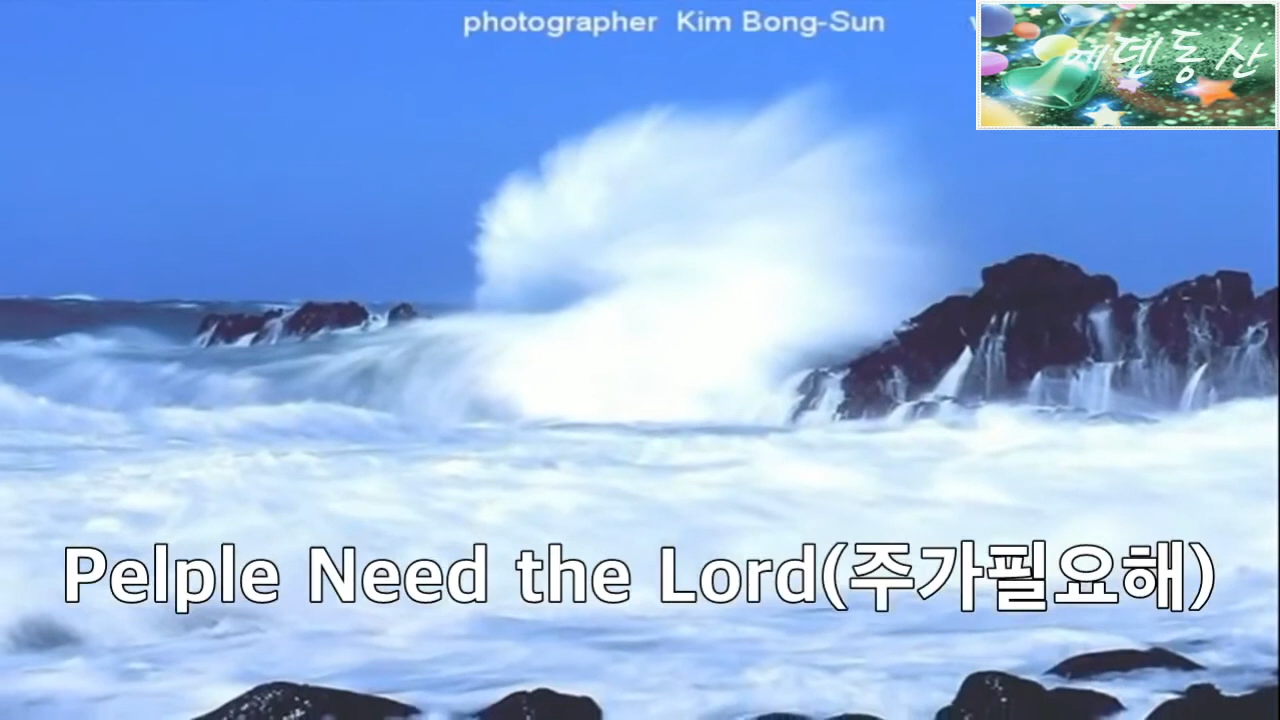 photographer Kim Bong-Sun
에덴동산
Pelple Need the Lord(주가필요해)